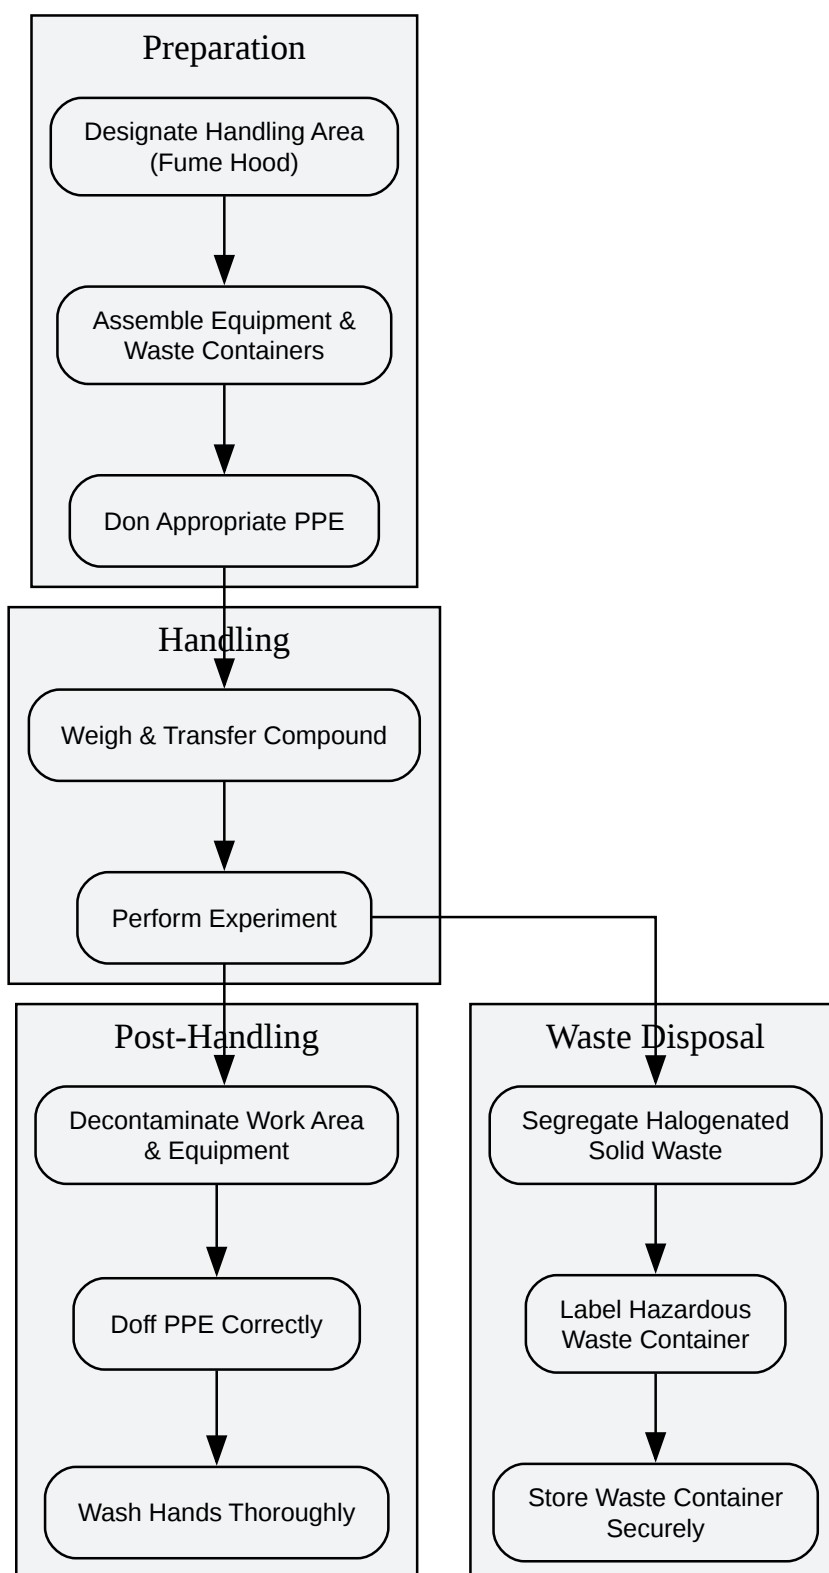 Preparation
Designate Handling Area
(Fume Hood)
Assemble Equipment &
Waste Containers
Don Appropriate PPE
Handling
Weigh & Transfer Compound
Perform Experiment
Post-Handling
Decontaminate Work Area
& Equipment
Doff PPE Correctly
Wash Hands Thoroughly
Waste Disposal
Segregate Halogenated
Solid Waste
Label Hazardous
Waste Container
Store Waste Container
Securely